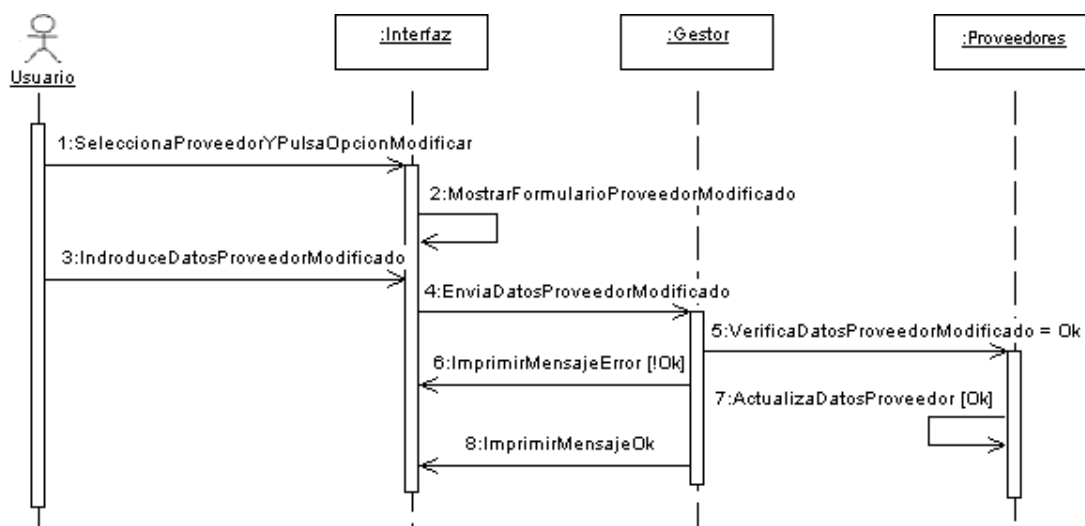 :Interfaz
:Gestor
:Proveedores
Usuario
1:SeleccionaProveedorYPulsaOpcionModificar
2:MostrarFormularioProveedorModificado
3:IndroduceDatosProveedorModificado
4:EnviaDatosProveedorModificado
5:VerificaDatosProveedorModificado = Ok
6:ImprimirMensajeError [!Ok]
7:ActualizaDatosProveedor [Ok]
8:ImprimirMensajeOk